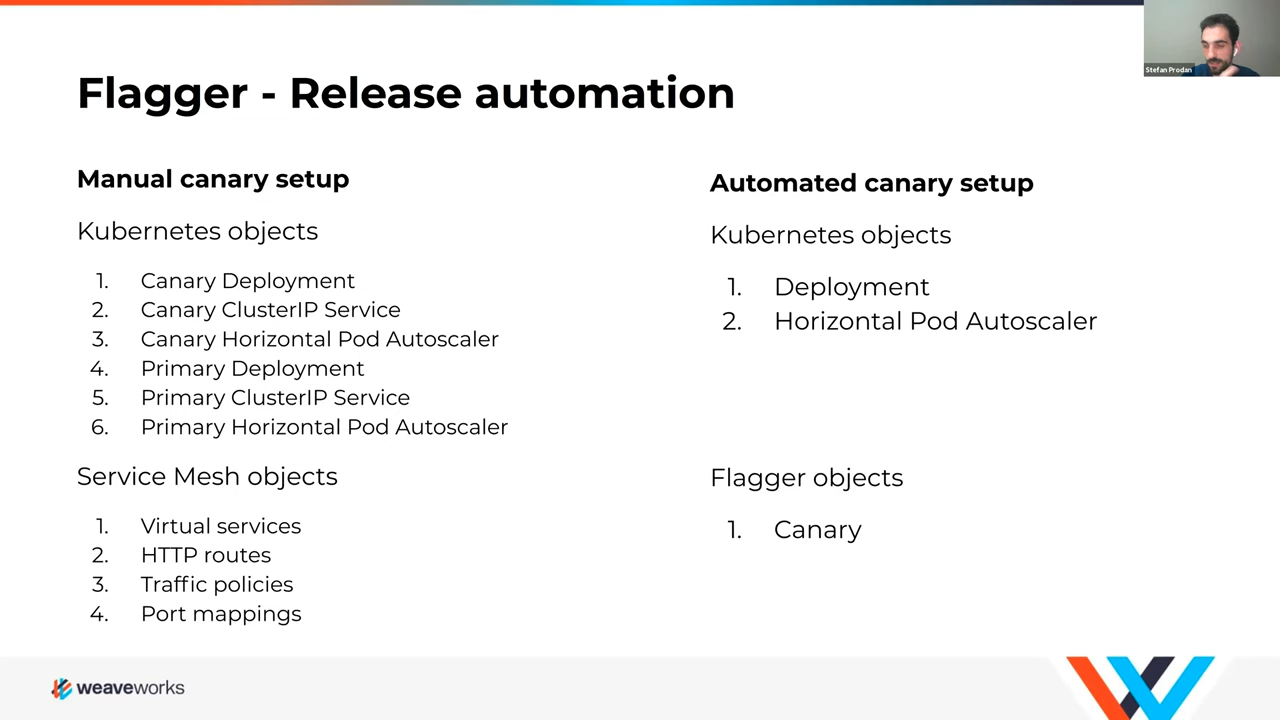 Stefan Prodan
Flagger - Release automation
Manual canary setup
Kubernetes objects
1. Canary Deployment
2. Canary ClusterIP Service
3. Canary Horizontal Pod Autoscaler
4. Primary Deployment
5. Primary ClusterIP Service
6. Primary Horizontal Pod Autoscaler
Service Mesh objects
1. Virtual services
2. HTTP routes
3. Traffic policies
4. Port mappings
Automated canary setup
Kubernetes objects
1. Deployment
2. Horizontal Pod Autoscaler
Flagger objects
1. Canary
weaveworks